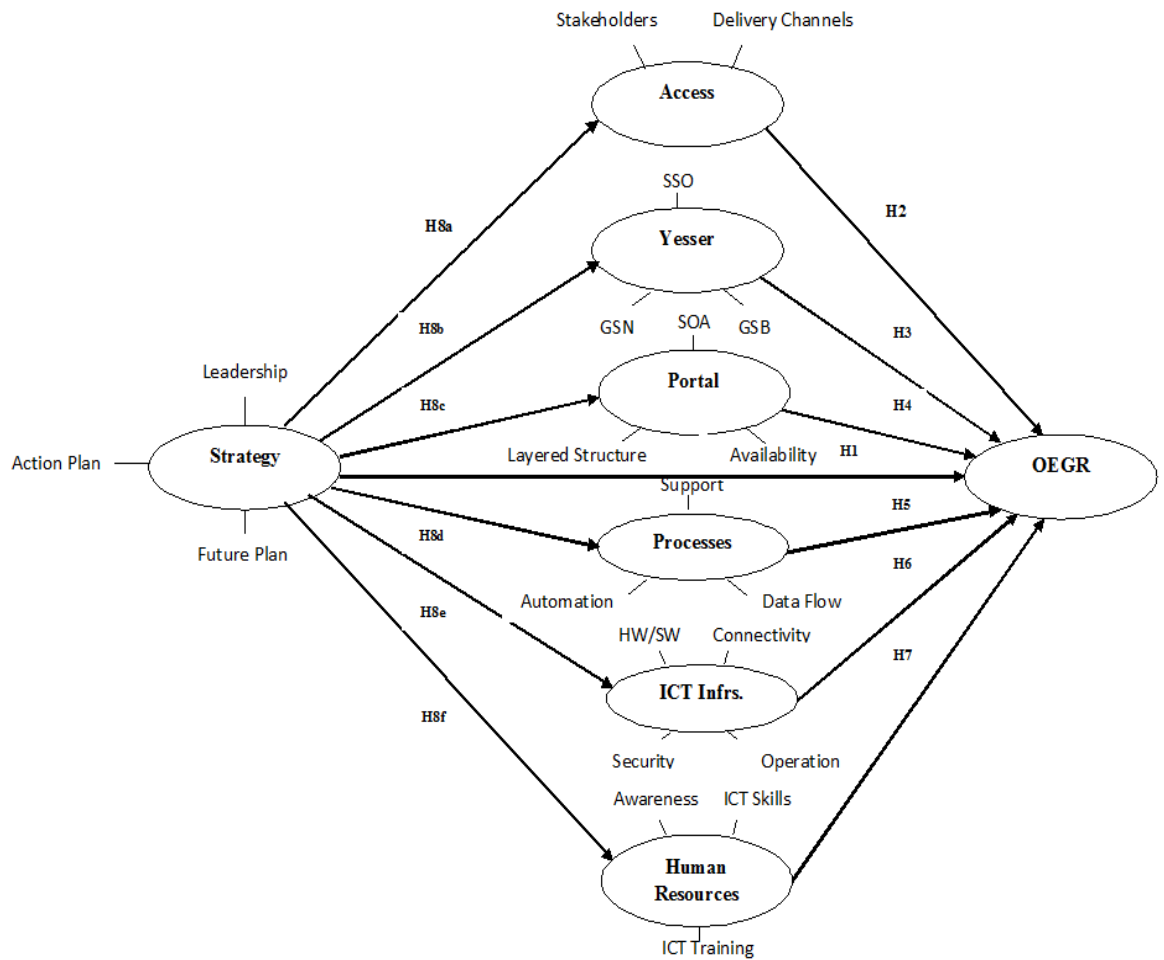 Stakeholders
Delivery Channels
Access
SSO
H2
H8a
Yesser
H8b
GSN
SOA
GSB
H3
Leadership
Portal
H8c
H4
Action Plan
Strategy
Layered Structure
Availability
H1
OEGR
Support
H5
Future Plan
H8d
Processes
H6
Automation
Data Flow
H8e
HW/SW
Connectivity
H7
ICT Infrs.
H8f
Security
Operation
Awareness
ICT Skills
Human
Resources
ICT Training